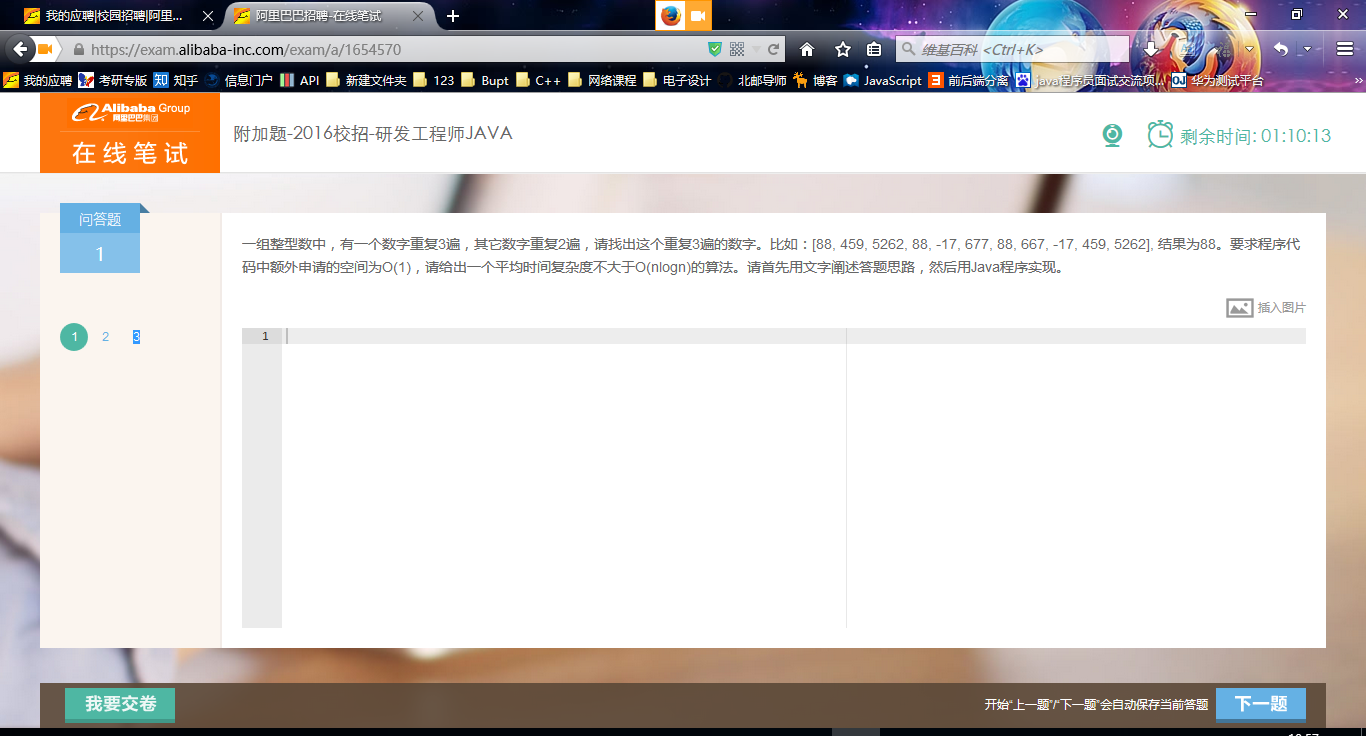 我的应聘|校园招聘|阿里...
阿里巴巴招聘-在线笔试
https://exam.alibaba-inc.com/exam/a/1654570
维基百科 <Ctrl+K>
我的应聘 考研专版 知乎 信息门户 API 新建文件夹 123 Bupt C++ 网络课程 电子设计 北邮导师 博客 JavaScript 前后端分离 java程序员面试交流项... 华为测试平台
Alibaba Group
阿里巴巴集团
在线笔试
附加题-2016校招-研发工程师JAVA
剩余时间: 01:10:13
问答题
1
1 2 3
一组整型数中，有一个数字重复3遍，其它数字重复2遍，请找出这个重复3遍的数字。比如：[88, 459, 5262, 88, -17, 677, 88, 667, -17, 459, 5262], 结果为88。要求程序代
码中额外申请的空间为O(1)，请给出一个平均时间复杂度不大于O(nlogn)的算法。请首先用文字阐述答题思路，然后用Java程序实现。
插入图片
1
我要交卷
开始“上一题”/“下一题”会自动保存当前答题
下一题